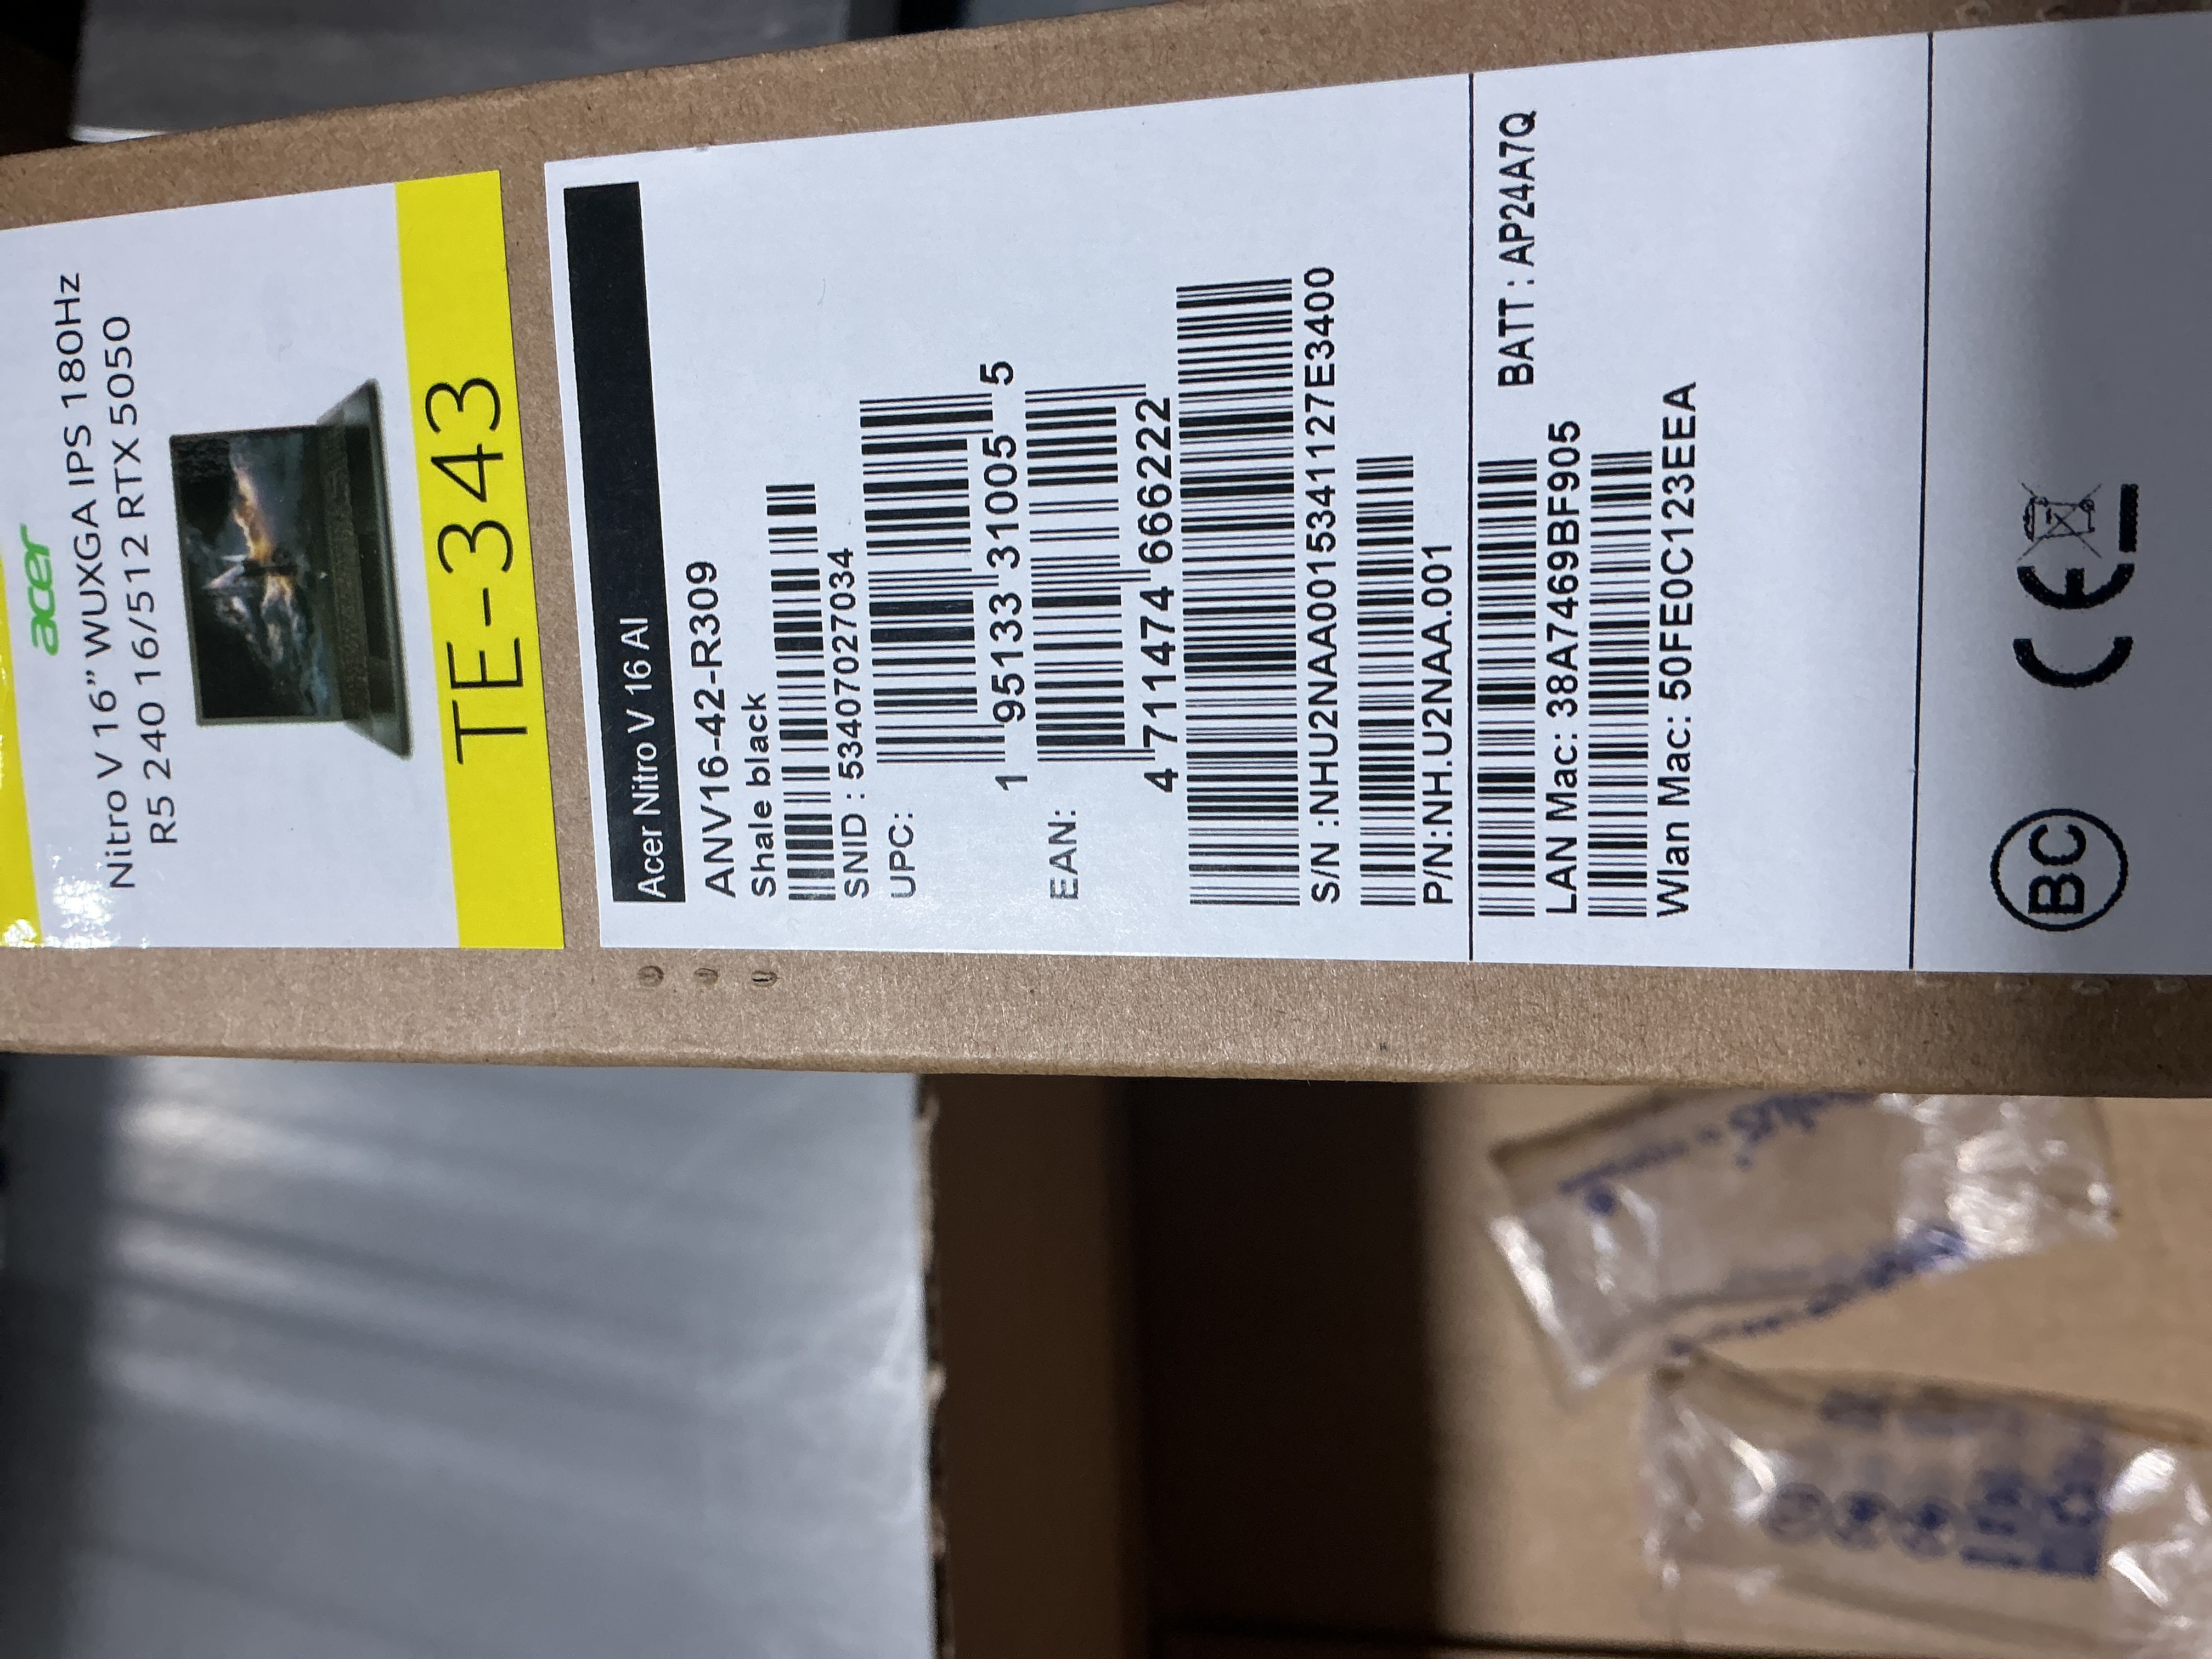 acer
Nitro V 16” WUXGA IPS 180Hz
R5 240 16/512 RTX 5050
TE-343
Acer Nitro V 16 AI
ANV16-42-R309
Shale black
SNID : 53407027034
UPC:
1 95133 31005 5
EAN:
4 711474 666222
S/N :NHU2NAA0015341127E3400
P/N:NH.U2NAA.001
LAN Mac: 38A7469BF905
BATT : AP24A7Q
Wlan Mac: 50FE0C123EEA
BC CE